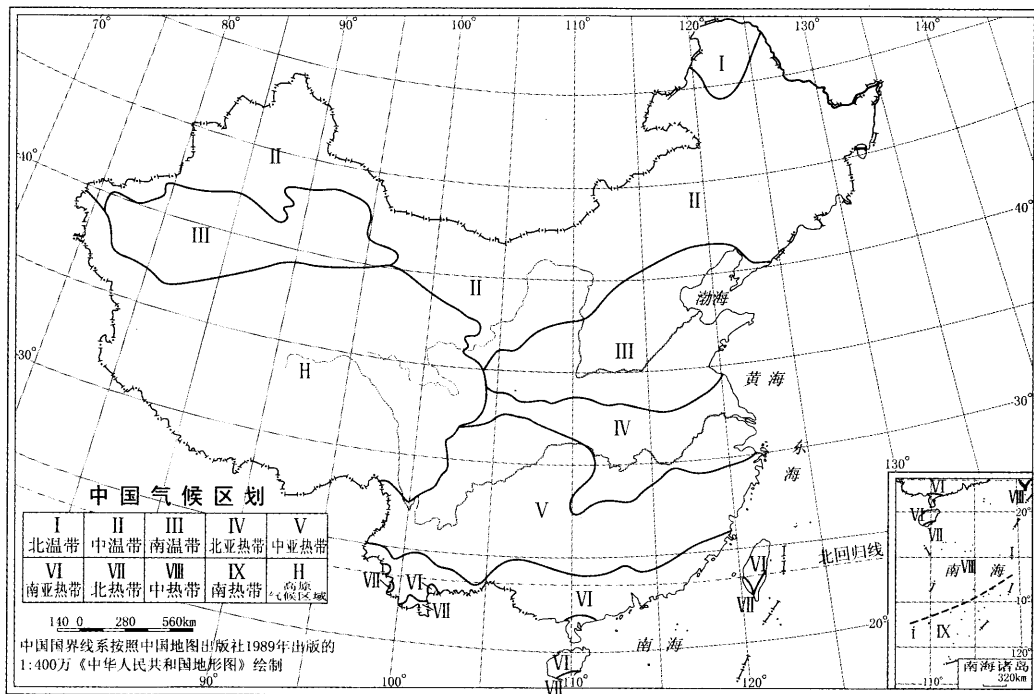 70° 80° 90° 100° 110° 120° 130° 140°
40°
30°
40°
30°
20°
90° 100° 110° 120°
I
II
II
II
III
III
H
IV
V
VI
VI
VI
VI
VII
VII
VII
VII
渤海
黄海
东海
南海
北回归线
中国气候区划
I II III IV V
北温带 中温带 南温带 北亚热带 中亚热带
VI VII VIII IX H
南亚热带 北热带 中热带 南热带 高原气候区域
140 0 280 560km
中国国界线系按照中国地图出版社1989年出版的
1:400万《中华人民共和国地形图》绘制
130°
VI
20°
VI
VII
VIII
南海
VIII
10°
IX
110°
120°
南海诸岛
320km